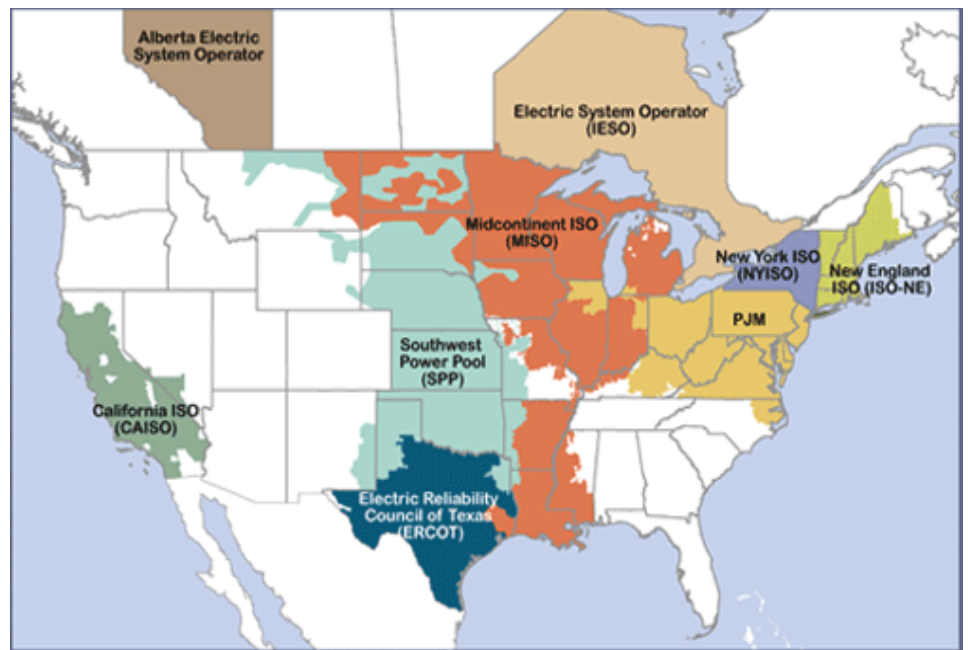 Alberta Electric
System Operator
Electric System Operator
(IESO)
Midcontinent ISO
(MISO)
New York ISO
(NYISO)
New England
ISO (ISO-NE)
PJM
Southwest
Power Pool
(SPP)
California ISO
(CAISO)
Electric Reliability
Council of Texas
(ERCOT)